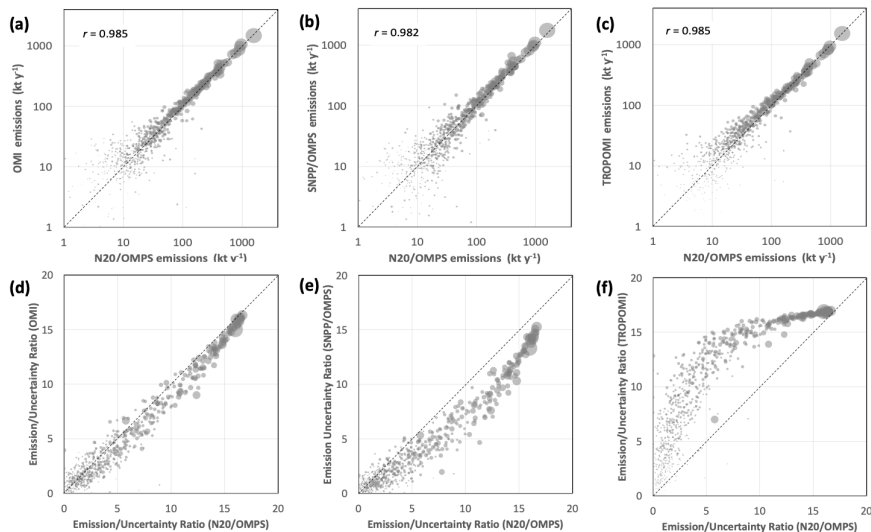 (a)
r = 0.985
OMI emissions (kt y⁻¹)
1000
100
10
1
1 10 100 1000
N20/OMPS emissions (kt y⁻¹)
(b)
r = 0.982
SNPP/OMPS emissions (kt y⁻¹)
1000
100
10
1
1 10 100 1000
N20/OMPS emissions (kt y⁻¹)
(c)
r = 0.985
TROPOMI emissions (kt y⁻¹)
1000
100
10
1
1 10 100 1000
N20/OMPS emissions (kt y⁻¹)
(d)
Emission/Uncertainty Ratio (OMI)
20
15
10
5
0
0 5 10 15 20
Emission/Uncertainty Ratio (N20/OMPS)
(e)
Emission Uncertainty Ratio (SNPP/OMPS)
20
15
10
5
0
0 5 10 15 20
Emission/Uncertainty Ratio (N20/OMPS)
(f)
Emission/Uncertainty Ratio (TROPOMI)
20
15
10
5
0
0 5 10 15 20
Emission/Uncertainty Ratio (N20/OMPS)